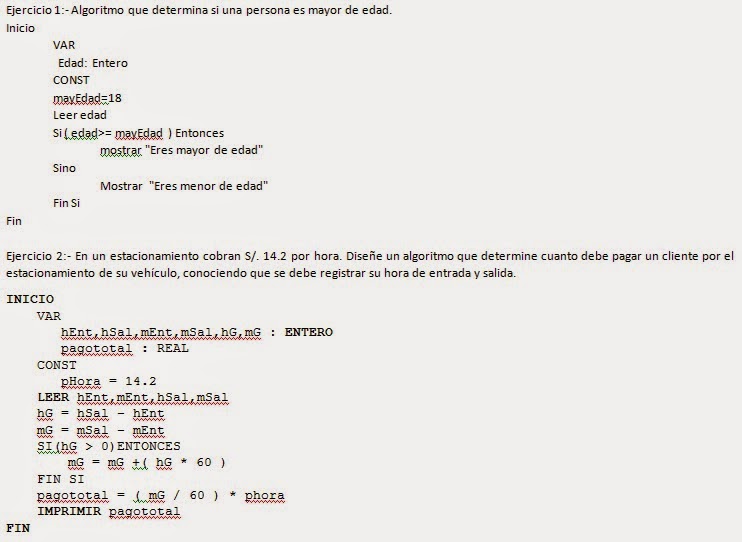 Ejercicio 1:- Algoritmo que determina si una persona es mayor de edad.
Inicio
VAR
Edad: Entero
CONST
mayEdad=18
Leer edad
Si ( edad>= mayEdad ) Entonces
mostrar "Eres mayor de edad"
Sino
Mostrar "Eres menor de edad"
Fin Si
Fin
Ejercicio 2:- En un estacionamiento cobran S/. 14.2 por hora. Diseñe un algoritmo que determine cuanto debe pagar un cliente por el
estacionamiento de su vehículo, conociendo que se debe registrar su hora de entrada y salida.
INICIO
VAR
hEnt,hSal,mEnt,mSal,hG,mG : ENTERO
pagototal : REAL
CONST
pHora = 14.2
LEER hEnt,mEnt,hSal,mSal
hG = hSal - hEnt
mG = mSal - mEnt
SI(hG > 0)ENTONCES
mG = mG +( hG * 60 )
FIN SI
pagototal = ( mG / 60 ) * phora
IMPRIMIR pagototal
FIN